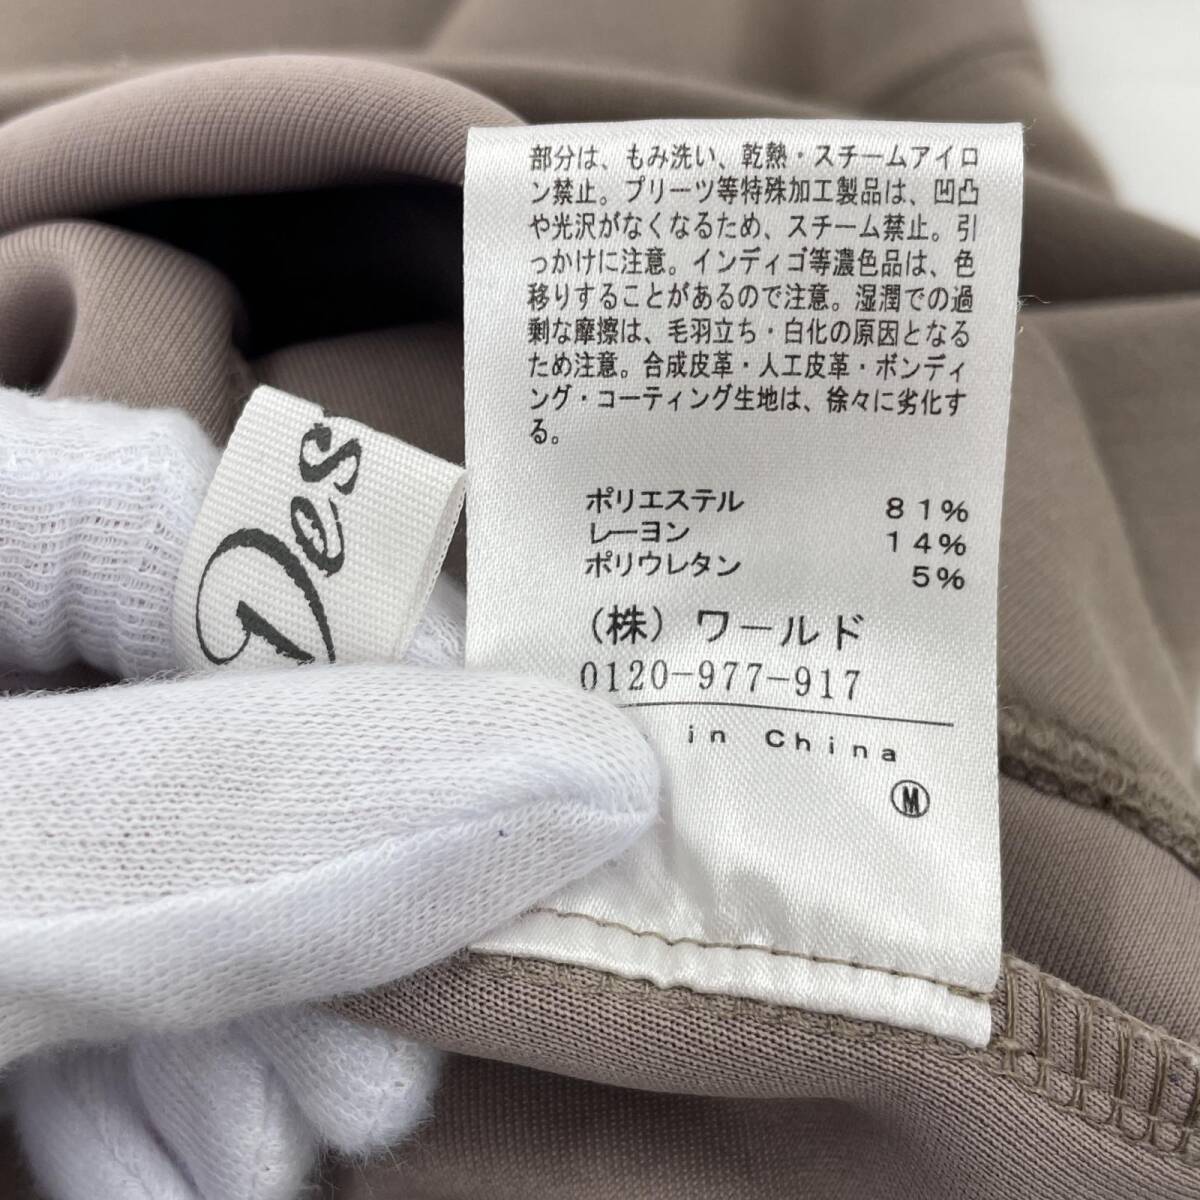 部分は、もみ洗い、乾熱・スチームアイロ
ン禁止。プリーツ等特殊加工製品は、凹凸
や光沢がなくなるため、スチーム禁止。引
っかけに注意。インディゴ等濃色品は、色
移りすることがあるので注意。湿潤での過
剰な摩擦は、毛羽立ち・白化の原因となる
ため注意。合成皮革・人工皮革・ボンディ
ング・コーティング生地は、徐々に劣化す
る。
ポリエステル 81%
レーヨン 14%
ポリウレタン 5%
(株)ワールド
0120-977-917
in China
Ⓜ
Des